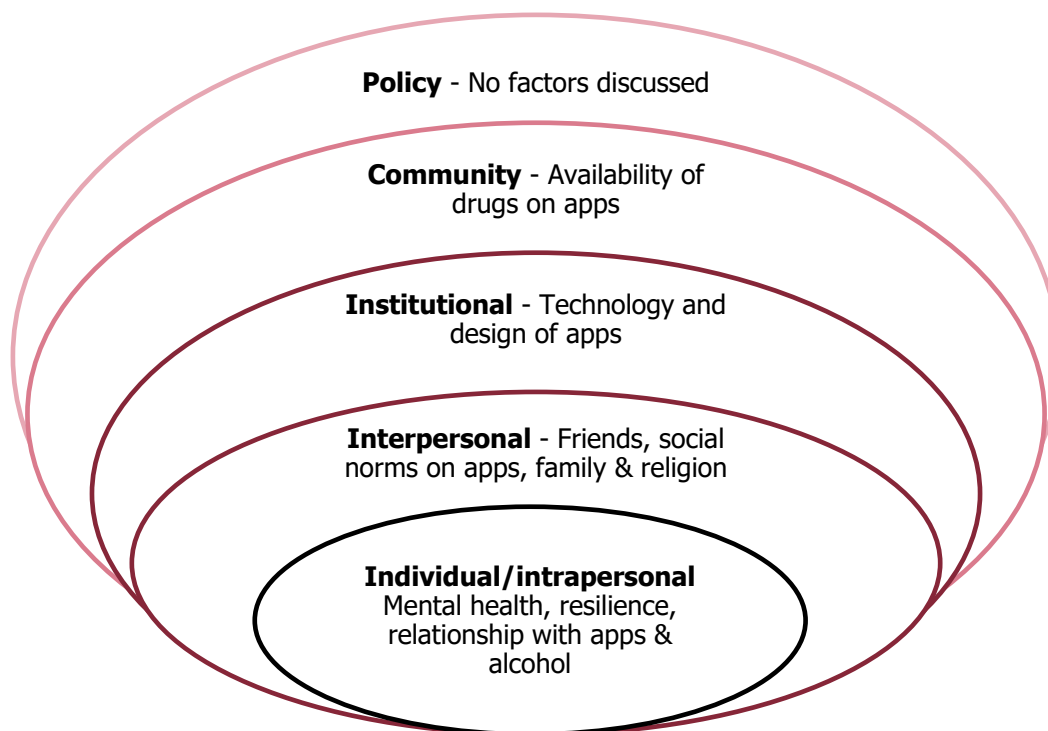 Policy - No factors discussed
Community - Availability of
drugs on apps
Institutional - Technology and
design of apps
Interpersonal - Friends, social
norms on apps, family & religion
Individual/intrapersonal
Mental health, resilience,
relationship with apps &
alcohol